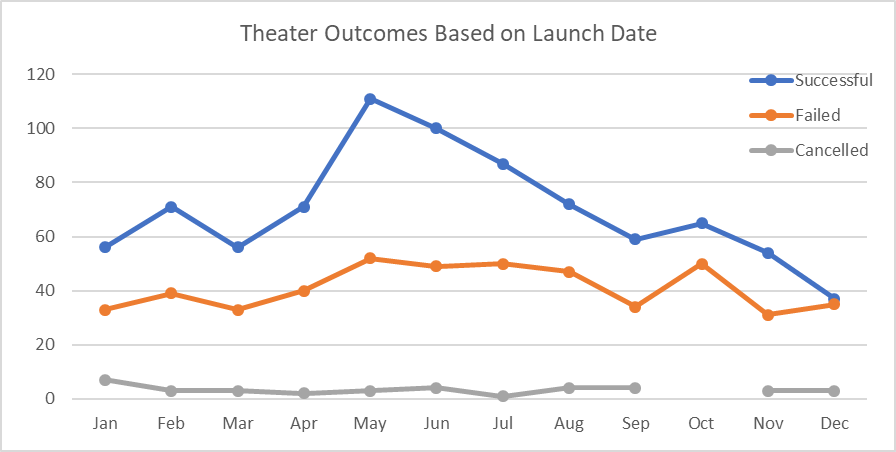 Theater Outcomes Based on Launch Date
120
100
80
60
40
20
0
Successful
Failed
Cancelled
Jan Feb Mar Apr May Jun Jul Aug Sep Oct Nov Dec